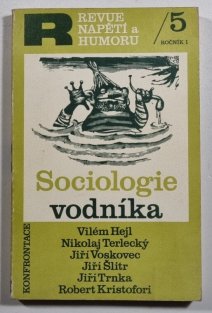 R
REVUE
NAPĚTÍ a
HUMORU
/5
ROČNÍK I
Sociologie
vodníka
KONFRONTACE
Vilém Hejl
Nikolaj Terlecký
Jiří Voskovec
Jiří Šlitr
Jiří Trnka
Robert Kristofori